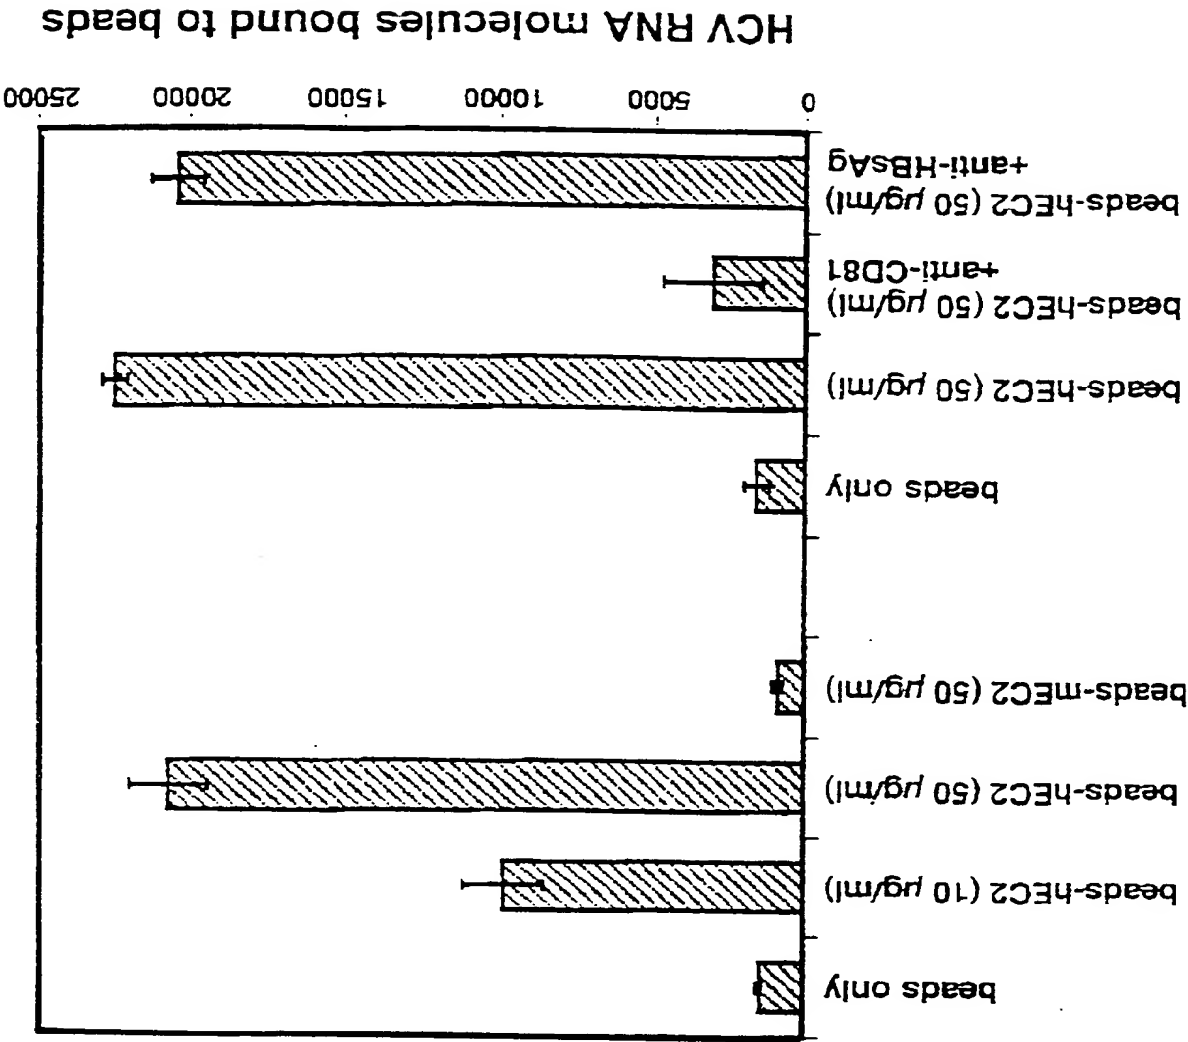 beads only
beads-hEC2 (10 µg/ml)
beads-hEC2 (50 µg/ml)
beads-mEC2 (50 µg/ml)
beads only
beads-hEC2 (50 µg/ml)
beads-hEC2 (50 µg/ml)
+anti-CD81
beads-hEC2 (50 µg/ml)
+anti-HBsAg
0 5000 10000 15000 20000 25000
HCV RNA molecules bound to beads